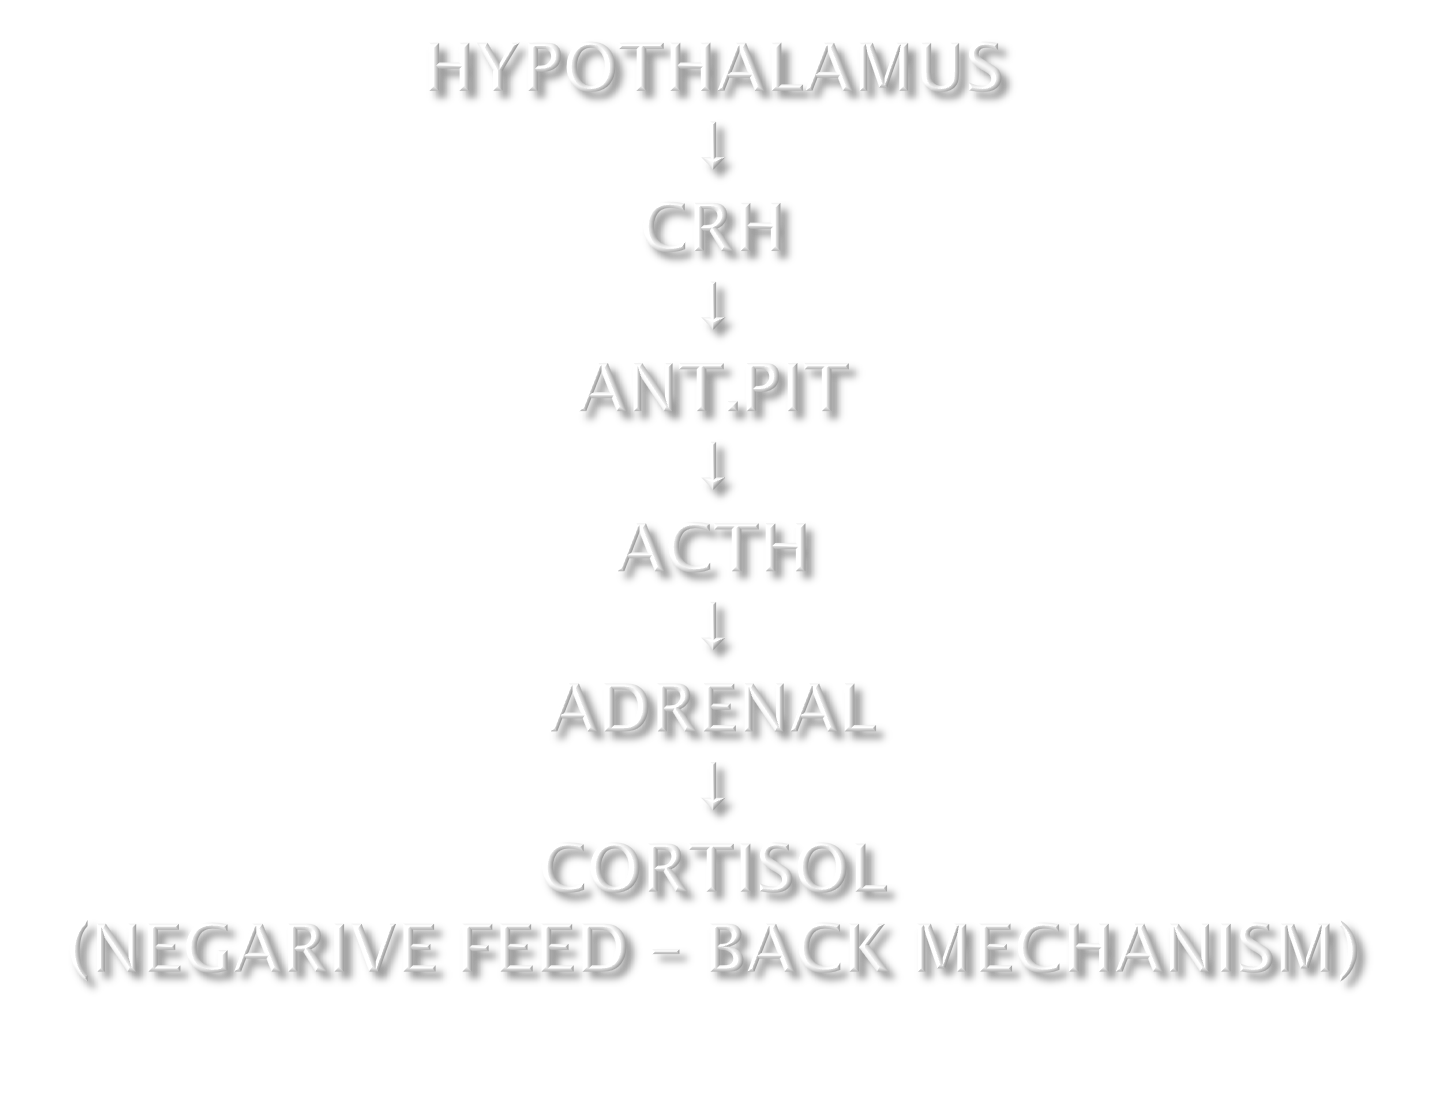 HYPOTHALAMUS
↓
CRH
↓
ANT.PIT
↓
ACTH
↓
ADRENAL
↓
CORTISOL
(NEGARIVE FEED – BACK MECHANISM)